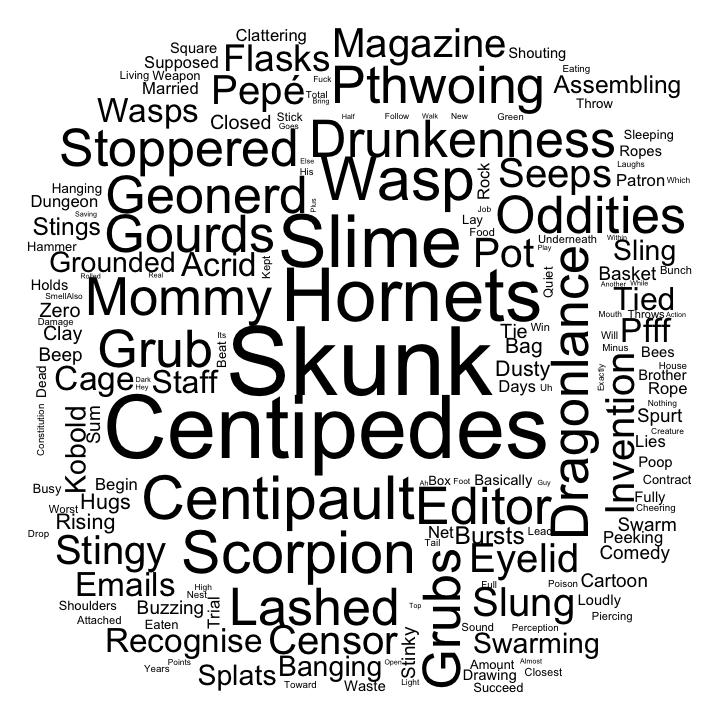 Clattering
Magazine
Square
Flasks
Shouting
Supposed
Eating
Living Weapon
Fuck
Pthwoing
Assembling
Married
Pepé
Total
Bring
Throw
Wasps
Closed
Stick
Goes
Half
Follow
Walk
New
Green
Stoppered
Drunkenness
Sleeping
Ropes
Else
His
Wasp
Rock
Seeps
Laughs
Patron
Which
Hanging
Dungeon
Geonerd
Plus
Job
Oddities
Saving
Stings
Gourds
Slime
Lay
Food
Pot
Play
Underneath
Within
Sling
Hammer
Grounded
Acrid
Kept
Quiet
Basket
Bunch
Rolled
Real
Holds
Mommy
Hornets
Dragonlance
Another
While
Tied
SmellAlso
Zero
Mouth
Throws
Action
Damage
Clay
Grub
Its
Beat
Skunk
Tie
Win
Will
Pfff
Beep
Bag
Minus
Bees
Dead
Cage
Dark
Hey
Staff
Dusty
Days
Uh
Exactly
Invention
House
Brother
Rope
Constitution
Kobold
Sum
Centipedes
Nothing
Spurt
Creature
Lies
Poop
Busy
Begin
Centipault
Ah
Box
Foot
Basically
Guy
Contract
Worst
Hugs
Editor
Fully
Cheering
Rising
Net
Bursts
Lead
Swarm
Drop
Tail
Peeking
Stingy
Scorpion
Grubs
Eyelid
Comedy
Emails
High
Nest
Full
Poison
Cartoon
Shoulders
Buzzing
Trial
Lashed
Top
Slung
Loudly
Attached
Eaten
Piercing
Recognise
Censor
Stinky
Sound
Perception
Swarming
Years
Points
Splats
Banging
Open
Amount
Almost
Drawing
Closest
Toward
Waste
Light
Succeed